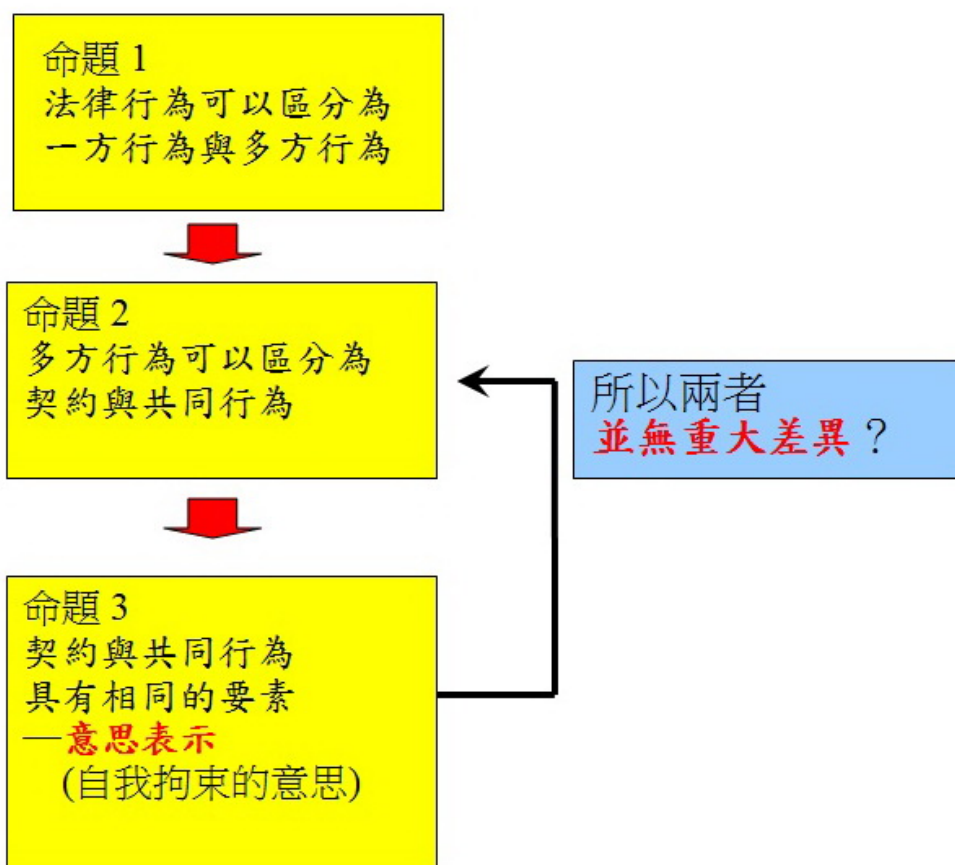 命題 1
法律行為可以區分為
一方行為與多方行為
命題 2
多方行為可以區分為
契約與共同行為
所以兩者
並無重大差異？
命題 3
契約與共同行為
具有相同的要素
—意思表示
(自我拘束的意思)